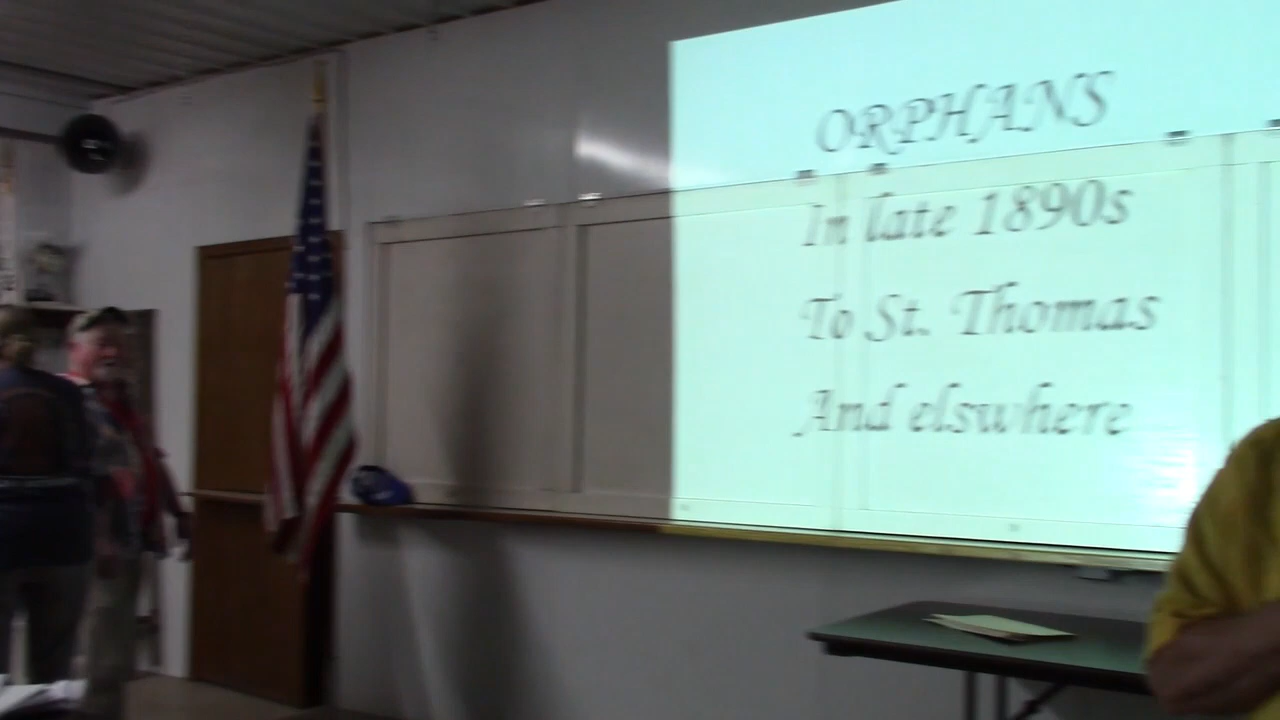 ORPHANS
In late 1890s
To St. Thomas
And elswhere